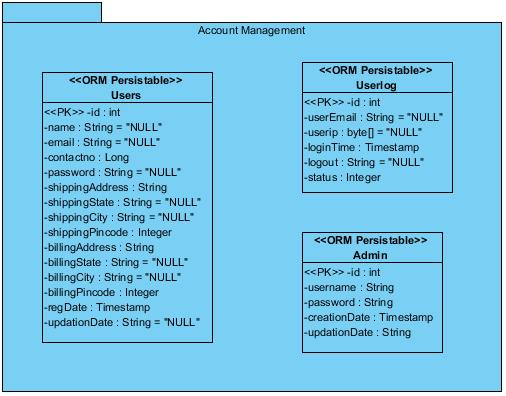 Account Management
<<ORM Persistable>>
Users
<<PK>> -id : int
-name : String = "NULL"
-email : String = "NULL"
-contactno : Long
-password : String = "NULL"
-shippingAddress : String
-shippingState : String = "NULL"
-shippingCity : String = "NULL"
-shippingPincode : Integer
-billingAddress : String
-billingState : String = "NULL"
-billingCity : String = "NULL"
-billingPincode : Integer
-regDate : Timestamp
-updationDate : String = "NULL"
<<ORM Persistable>>
Userlog
<<PK>> -id : int
-userEmail : String = "NULL"
-userip : byte[] = "NULL"
-loginTime : Timestamp
-logout : String = "NULL"
-status : Integer
<<ORM Persistable>>
Admin
<<PK>> -id : int
-username : String
-password : String
-creationDate : Timestamp
-updationDate : String